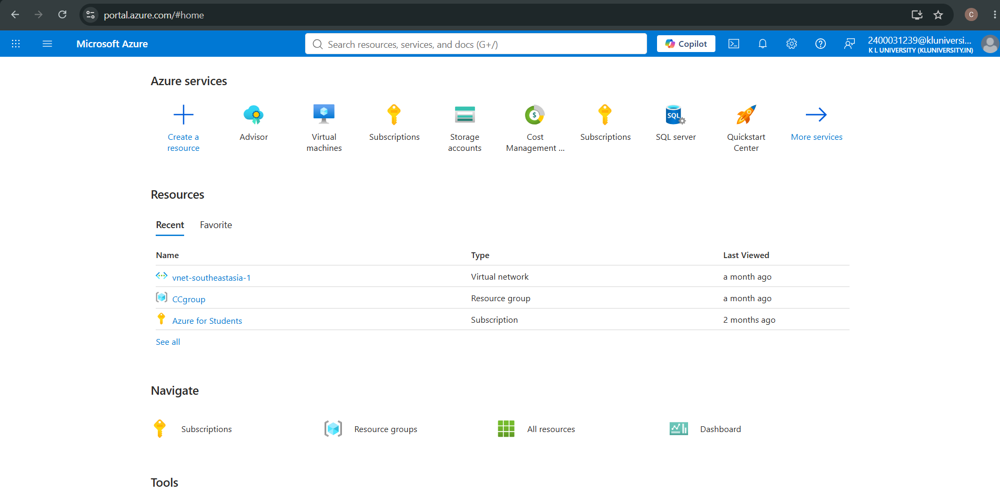 portal.azure.com/#home
Microsoft Azure
Search resources, services, and docs (G+/)
Copilot
2400031239@kluniversi...
K L UNIVERSITY (KLUNIVERSITY.IN)
C
Azure services
Create a
resource
Advisor
Virtual
machines
Subscriptions
Storage
accounts
Cost
Management ...
Subscriptions
SQL
SQL server
Quickstart
Center
More services
Resources
Recent
Favorite
Name Type Last Viewed
vnet-southeastasia-1 Virtual network a month ago
CCgroup Resource group a month ago
Azure for Students Subscription 2 months ago
See all
Navigate
Subscriptions
Resource groups
All resources
Dashboard
Tools